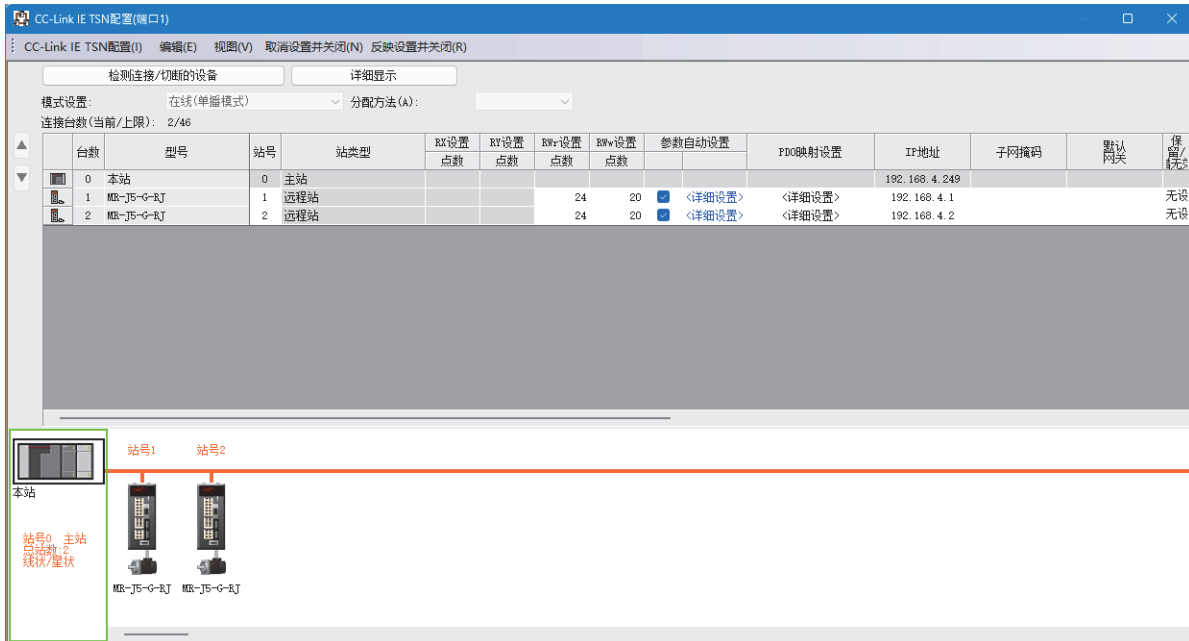 CC-Link IE TSN配置(端口1)
CC-Link IE TSN配置(I) 编辑(E) 视图(V) 取消设置并关闭(N) 反映设置并关闭(R)
检测连接/切断的设备 详细显示
模式设置: 在线(单播模式) 分配方法(A):
连接台数(当前/上限): 2/46
台数 型号 站号 站类型 RX设置 RY设置 RWr设置 RWw设置 参数自动设置 PDO映射设置 IP地址 子网掩码 默认网关 保留/
点数 点数 点数 点数
0 本站 0 主站 192.168.4.249
1 MR-J5-G-RJ 1 远程站 24 20 <详细设置> <详细设置> 192.168.4.1 无设
2 MR-J5-G-RJ 2 远程站 24 20 <详细设置> <详细设置> 192.168.4.2 无设
站号1 站号2
本站
站号0 主站
总站数:2
线状/星状
MR-J5-G-RJ MR-J5-G-RJ